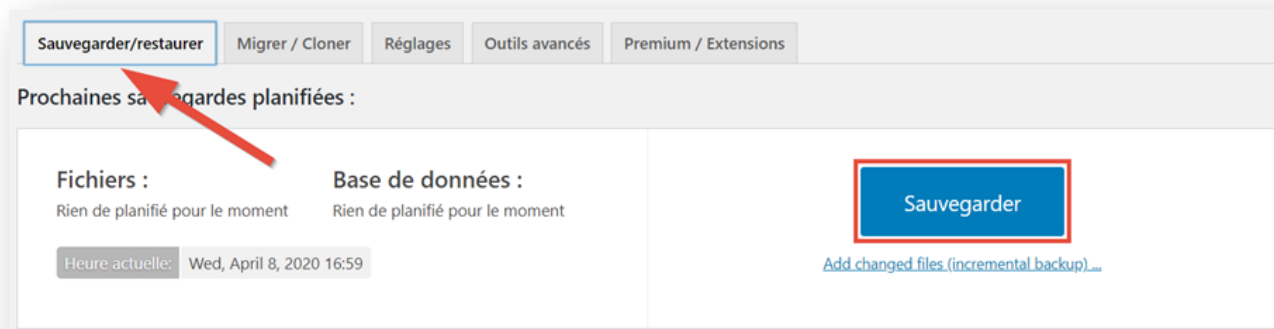 Sauvegarder/restaurer Migrer / Cloner Réglages Outils avancés Premium / Extensions
Prochaines sauvegardes planifiées :
Fichiers : Base de données :
Rien de planifié pour le moment Rien de planifié pour le moment
Heure actuelle: Wed, April 8, 2020 16:59
Sauvegarder
Add changed files (incremental backup) ...